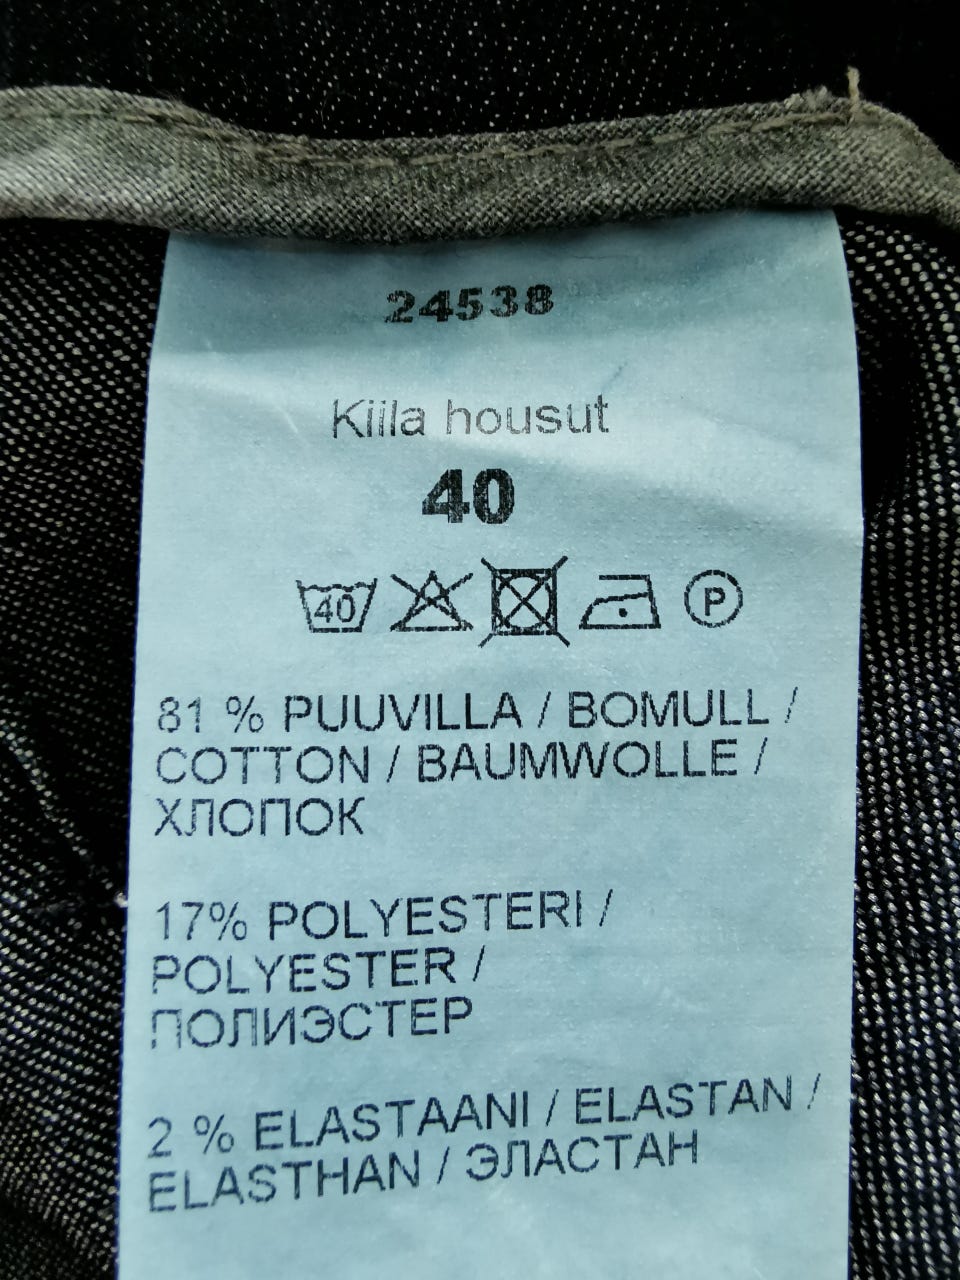 24538
Kiila housut
40
40 P
81 % PUUVILLA / BOMULL /
COTTON / BAUMWOLLE /
ХЛОПОК
17% POLYESTERI /
POLYESTER /
ПОЛИЭСТЕР
2 % ELASTAANI / ELASTAN /
ELASTHAN / ЭЛАСТАН